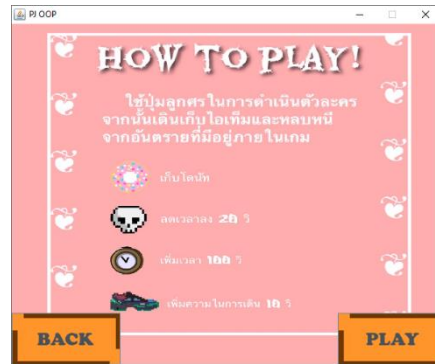 PJ OOP
HOW TO PLAY!
ใช้ปุ่มลูกศรในการดำเนินตัวละคร
จากนั้นเดินเก็บไอเท็มและหลบหนี
จากอันตรายที่มีอยู่ภายในเกม
เก็บโดนัท
ลดเวลาลง 20 วิ
เพิ่มเวลา 100 วิ
เพิ่มความในการเดิน 10 วิ
BACK
PLAY